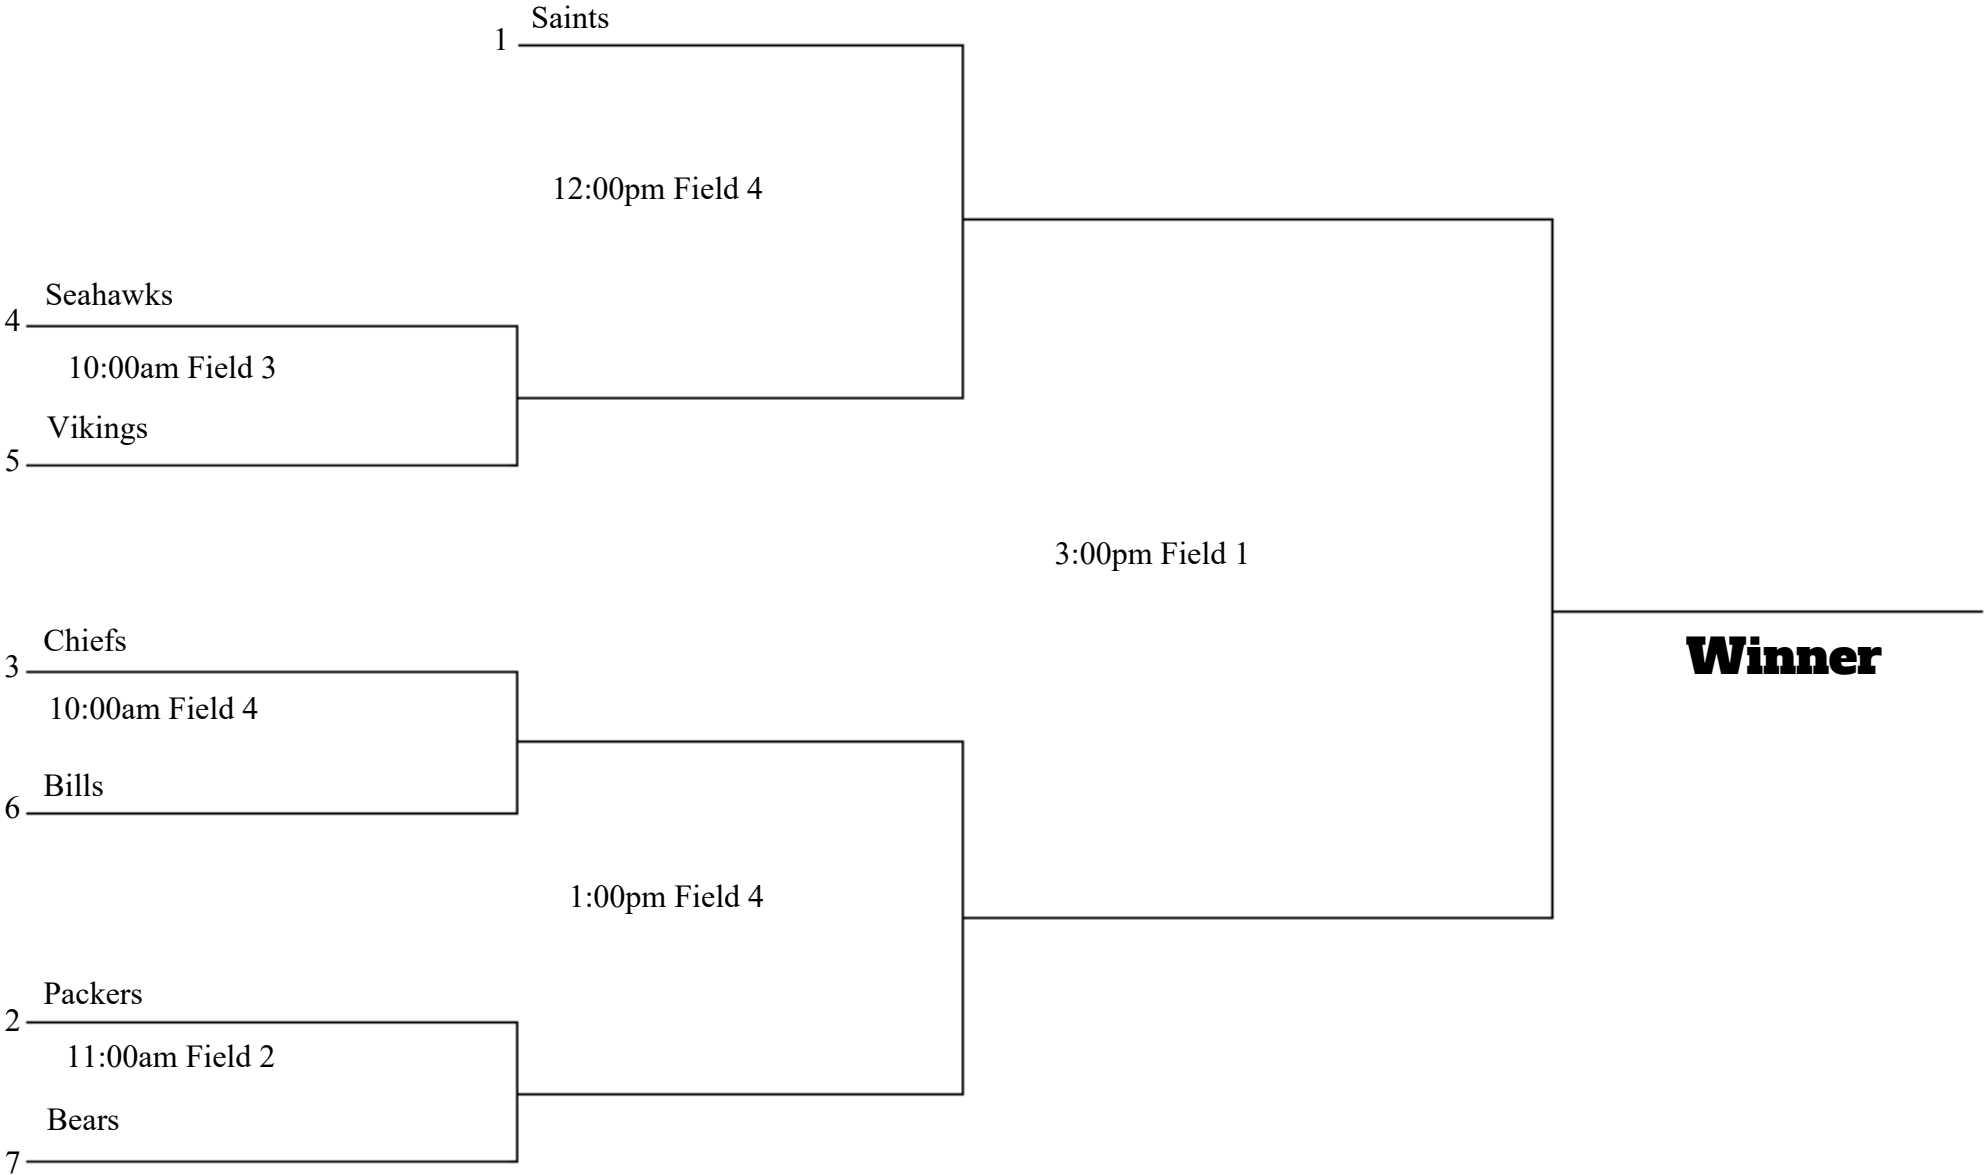 Saints
1
12:00pm Field 4
Seahawks
4
10:00am Field 3
Vikings
5
3:00pm Field 1
Chiefs
3
Winner
10:00am Field 4
Bills
6
1:00pm Field 4
Packers
2
11:00am Field 2
Bears
7